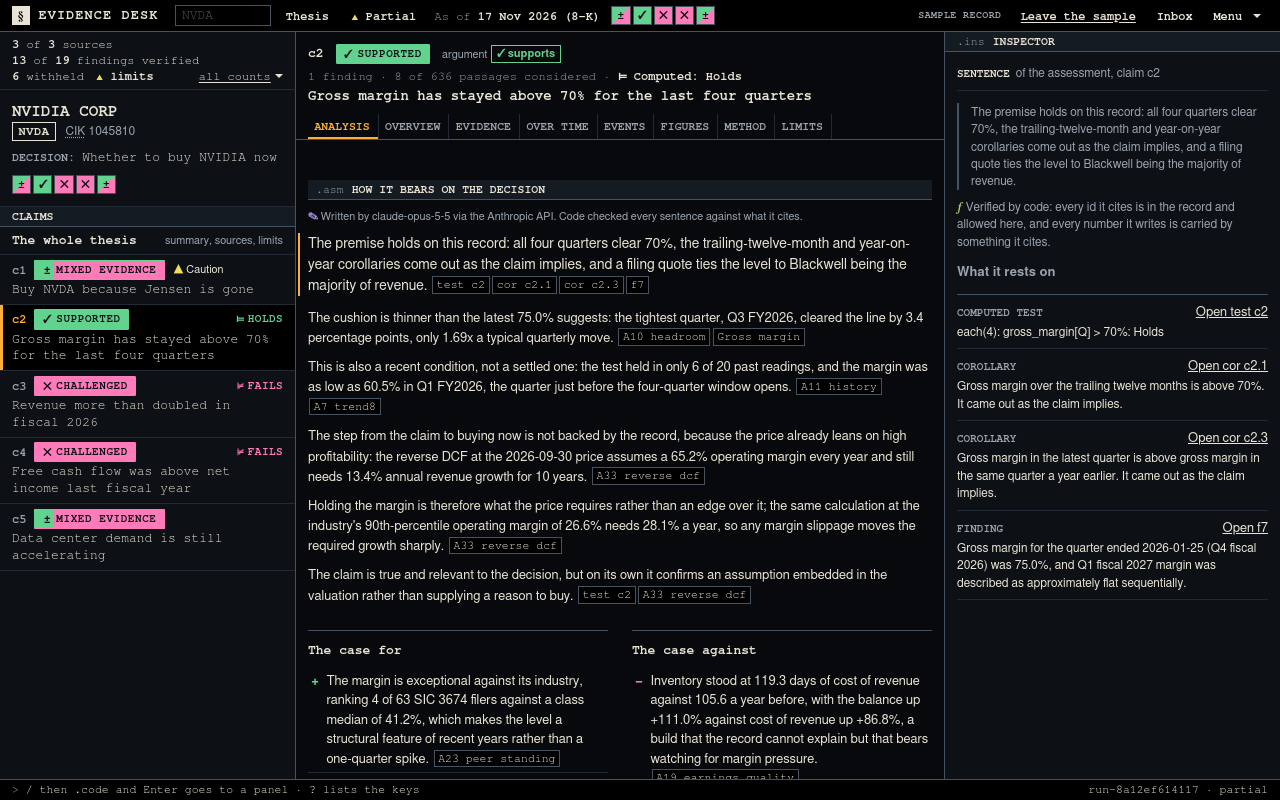 § EVIDENCE DESK NVDA Thesis ▲ Partial As of 17 Nov 2026 (8-K) ± ✓ ✕ ✕ ± SAMPLE RECORD Leave the sample Inbox Menu
3 of 3 sources
13 of 19 findings verified
6 withheld ▲ limits all counts
NVIDIA CORP
NVDA CIK 1045810
DECISION: Whether to buy NVIDIA now
± ✓ ✕ ✕ ±
CLAIMS
The whole thesis summary, sources, limits
c1 ± MIXED EVIDENCE ▲ Caution
Buy NVDA because Jensen is gone
c2 ✓ SUPPORTED ⊨ HOLDS
Gross margin has stayed above 70%
for the last four quarters
c3 ✕ CHALLENGED ⊭ FAILS
Revenue more than doubled in
fiscal 2026
c4 ✕ CHALLENGED ⊭ FAILS
Free cash flow was above net
income last fiscal year
c5 ± MIXED EVIDENCE
Data center demand is still
accelerating
c2 ✓ SUPPORTED argument ✓ supports
1 finding · 8 of 636 passages considered · ⊨ Computed: Holds
Gross margin has stayed above 70% for the last four quarters
ANALYSIS OVERVIEW EVIDENCE OVER TIME EVENTS FIGURES METHOD LIMITS
.asm HOW IT BEARS ON THE DECISION
✎ Written by claude-opus-5-5 via the Anthropic API. Code checked every sentence against what it cites.
The premise holds on this record: all four quarters clear 70%, the trailing-twelve-month and year-on-
year corollaries come out as the claim implies, and a filing quote ties the level to Blackwell being the
majority of revenue. test c2 cor c2.1 cor c2.3 f7
The cushion is thinner than the latest 75.0% suggests: the tightest quarter, Q3 FY2026, cleared the line by 3.4
percentage points, only 1.69x a typical quarterly move. A10 headroom Gross margin
This is also a recent condition, not a settled one: the test held in only 6 of 20 past readings, and the margin was
as low as 60.5% in Q1 FY2026, the quarter just before the four-quarter window opens. A11 history
A7 trend8
The step from the claim to buying now is not backed by the record, because the price already leans on high
profitability: the reverse DCF at the 2026-09-30 price assumes a 65.2% operating margin every year and still
needs 13.4% annual revenue growth for 10 years. A33 reverse dcf
Holding the margin is therefore what the price requires rather than an edge over it; the same calculation at the
industry's 90th-percentile operating margin of 26.6% needs 28.1% a year, so any margin slippage moves the
required growth sharply. A33 reverse dcf
The claim is true and relevant to the decision, but on its own it confirms an assumption embedded in the
valuation rather than supplying a reason to buy. test c2 A33 reverse dcf
The case for
+ The margin is exceptional against its industry,
ranking 4 of 63 SIC 3674 filers against a class
median of 41.2%, which makes the level a
structural feature of recent years rather than a
one-quarter spike. A23 peer standing
The case against
− Inventory stood at 119.3 days of cost of revenue
against 105.6 a year before, with the balance up
+111.0% against cost of revenue up +86.8%, a
build that the record cannot explain but that bears
watching for margin pressure.
A19 earnings quality
.ins INSPECTOR
SENTENCE of the assessment, claim c2
The premise holds on this record: all four quarters clear
70%, the trailing-twelve-month and year-on-year
corollaries come out as the claim implies, and a filing
quote ties the level to Blackwell being the majority of
revenue.
ƒ Verified by code: every id it cites is in the record and
allowed here, and every number it writes is carried by
something it cites.
What it rests on
COMPUTED TEST Open test c2
each(4): gross_margin[Q] > 70%: Holds
COROLLARY Open cor c2.1
Gross margin over the trailing twelve months is above 70%.
It came out as the claim implies.
COROLLARY Open cor c2.3
Gross margin in the latest quarter is above gross margin in
the same quarter a year earlier. It came out as the claim
implies.
FINDING Open f7
Gross margin for the quarter ended 2026-01-25 (Q4 fiscal
2026) was 75.0%, and Q1 fiscal 2027 margin was
described as approximately flat sequentially.
> / then .code and Enter goes to a panel · ? lists the keys run-8a12ef614117 · partial